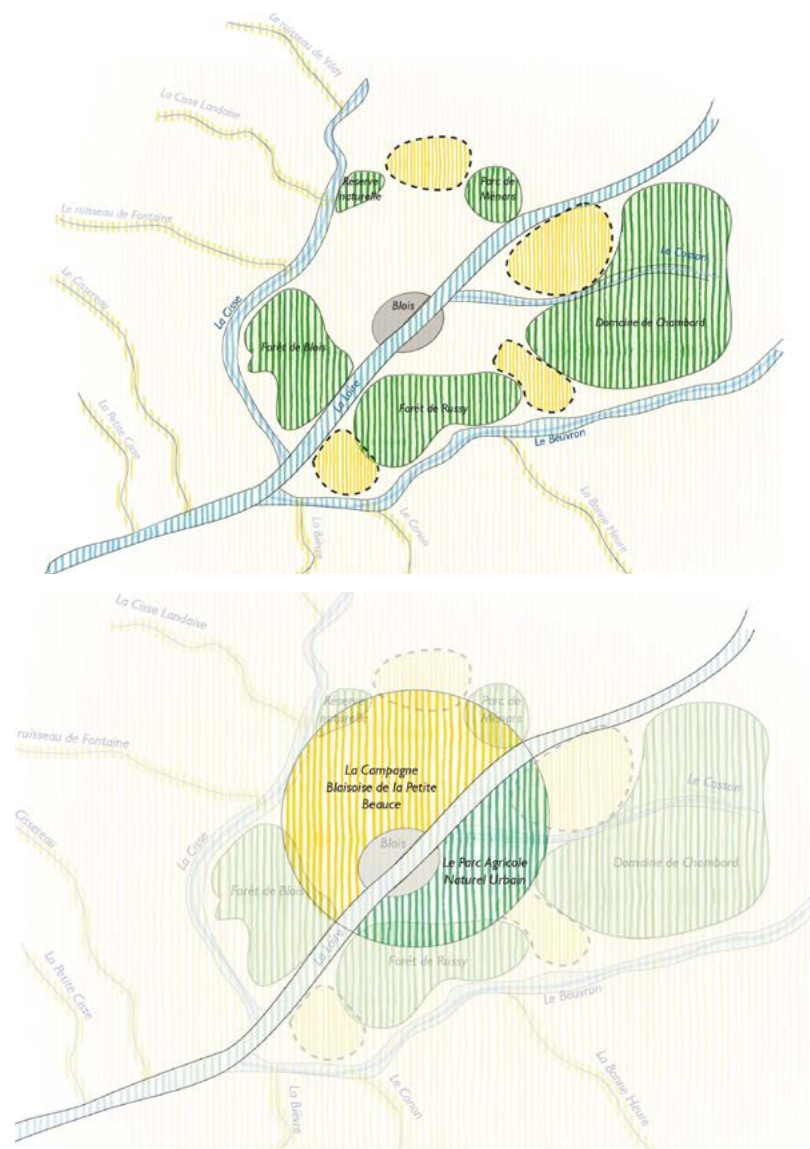 Le ruisseau de Vilay
La Cisse Landaise
Réserve
naturelle
Parc de
Ménars
Le ruisseau de Fontaine
Le Cosson
Le Cissereau
La Cisse
Blois
Domaine de Chambord
Forêt de Blois
La Loire
Forêt de Russy
La Petite Cisse
Le Beuvron
La Bonne Heure
Le Conon
La Bièvre
La Cisse Landaise
Réserve
naturelle
Parc de
Ménars
ruisseau de Fontaine
La Campagne
Blaisoise de la Petite
Beauce
Le Cosson
Cissereau
La Cisse
Blois
Le Parc Agricole
Naturel Urbain
Domaine de Chambord
Forêt de Blois
La Loire
Forêt de Russy
La Petite Cisse
Le Beuvron
La Bonne Heure
La Bièvre
Le Conon